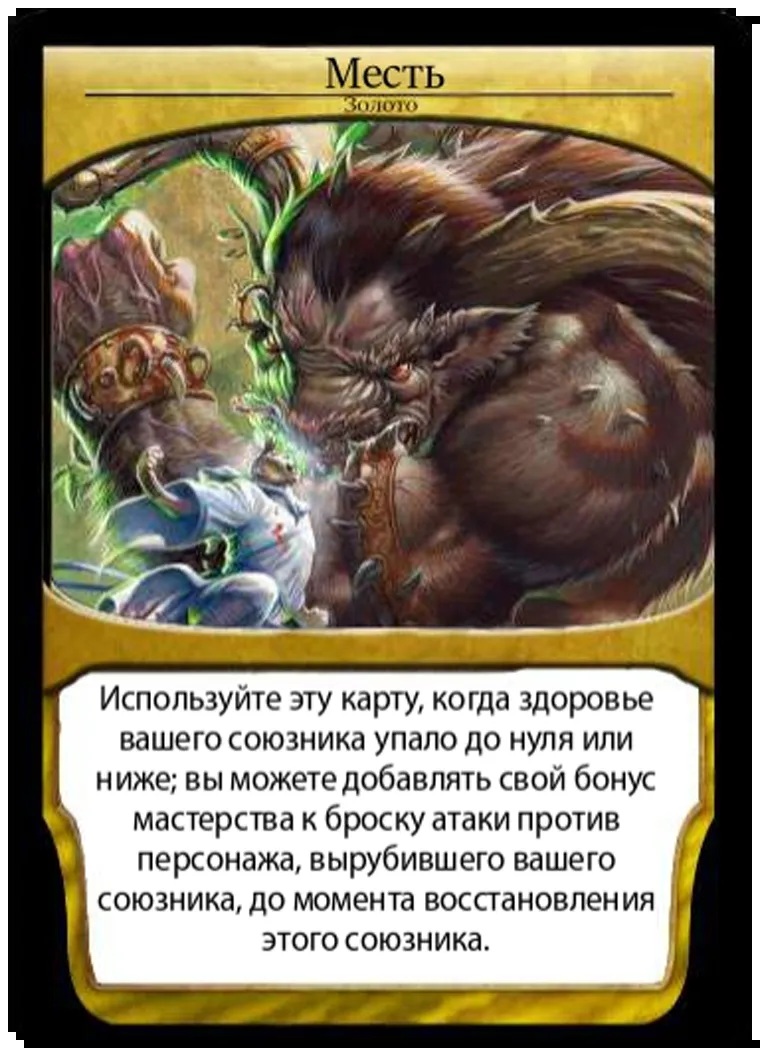 Месть
Золото
Используйте эту карту, когда здоровье
вашего союзника упало до нуля или
ниже; вы можете добавлять свой бонус
мастерства к броску атаки против
персонажа, вырубившего вашего
союзника, до момента восстановления
этого союзника.